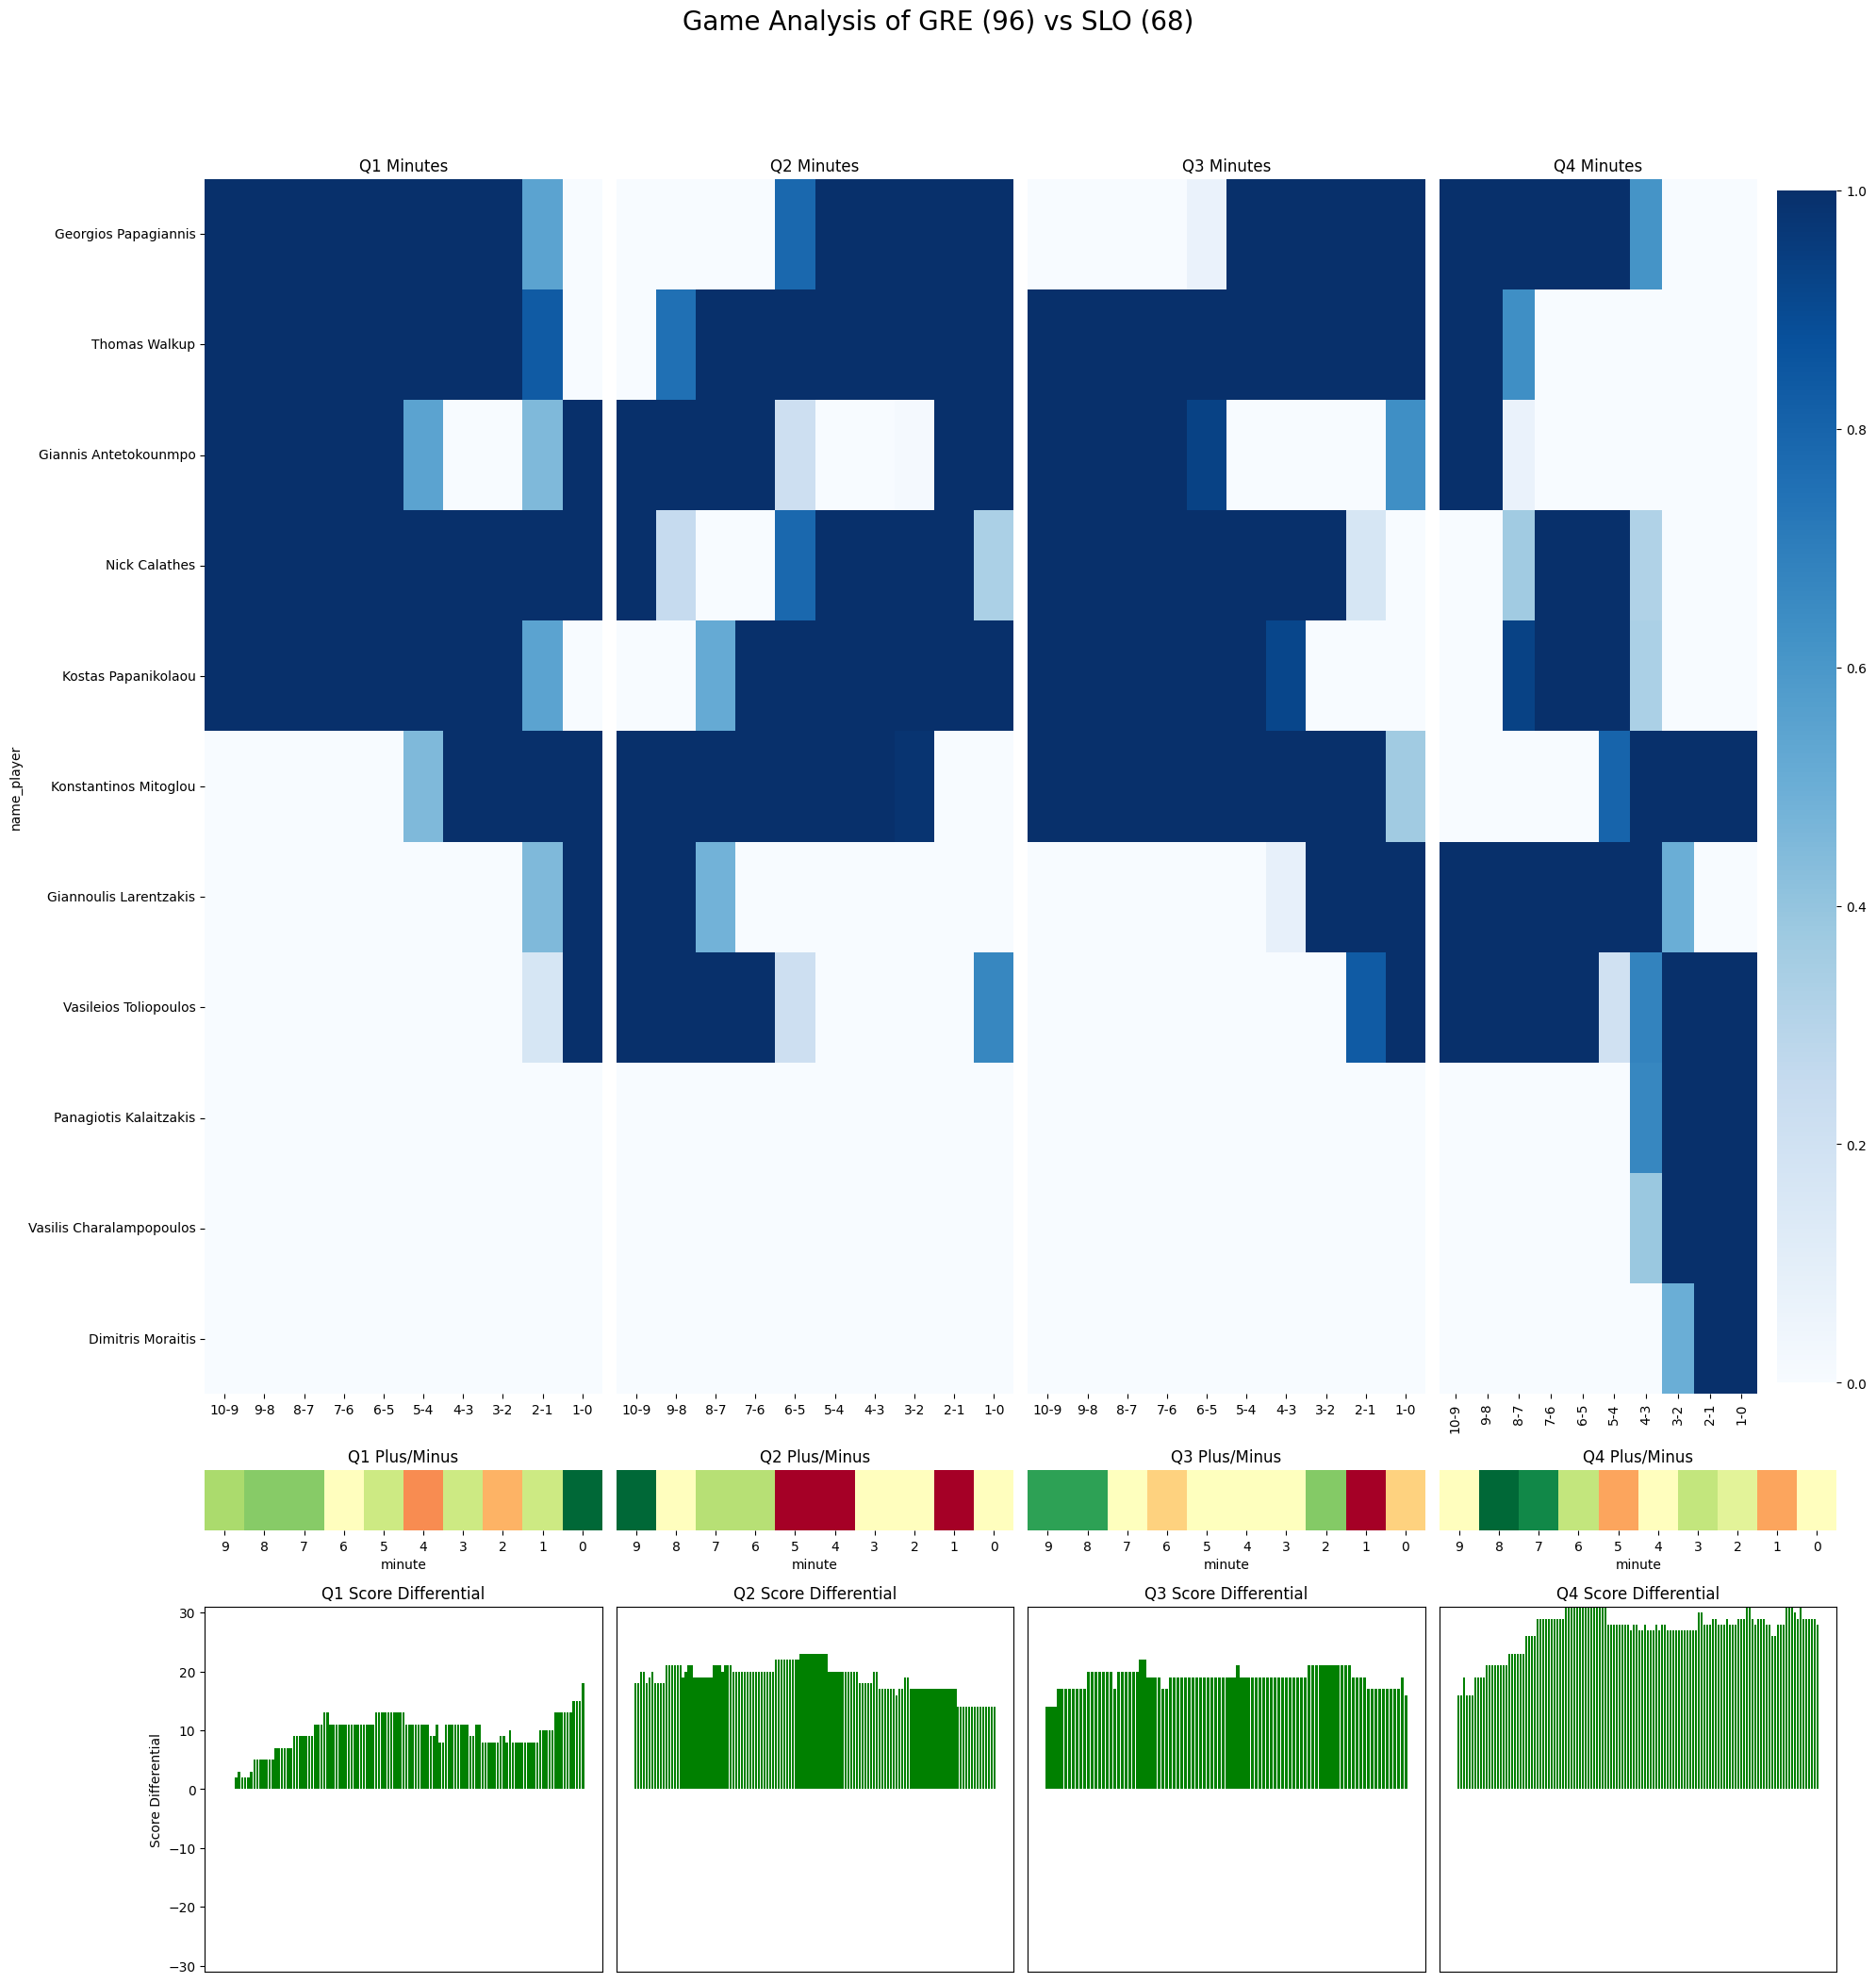 Game Analysis of GRE (96) vs SLO (68)
Q1 Minutes Q2 Minutes Q3 Minutes Q4 Minutes
name_player
Georgios Papagiannis
Thomas Walkup
Giannis Antetokounmpo
Nick Calathes
Kostas Papanikolaou
Konstantinos Mitoglou
Giannoulis Larentzakis
Vasileios Toliopoulos
Panagiotis Kalaitzakis
Vasilis Charalampopoulos
Dimitris Moraitis
1.0
0.8
0.6
0.4
0.2
0.0
10-9 9-8 8-7 7-6 6-5 5-4 4-3 3-2 2-1 1-0 10-9 9-8 8-7 7-6 6-5 5-4 4-3 3-2 2-1 1-0 10-9 9-8 8-7 7-6 6-5 5-4 4-3 3-2 2-1 1-0 10-9 9-8 8-7 7-6 6-5 5-4 4-3 3-2 2-1 1-0
Q1 Plus/Minus Q2 Plus/Minus Q3 Plus/Minus Q4 Plus/Minus
9 8 7 6 5 4 3 2 1 0 9 8 7 6 5 4 3 2 1 0 9 8 7 6 5 4 3 2 1 0 9 8 7 6 5 4 3 2 1 0
minute minute minute minute
Q1 Score Differential Q2 Score Differential Q3 Score Differential Q4 Score Differential
Score Differential
30
20
10
0
−10
−20
−30